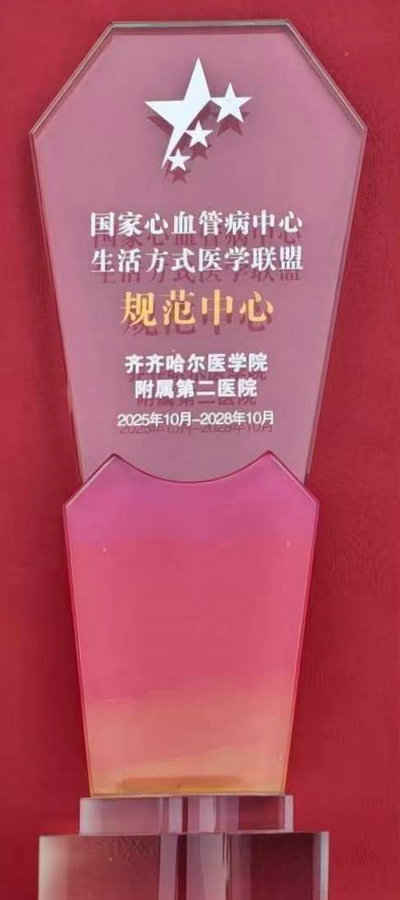 国家心血管病中心
生活方式医学联盟
规范中心
齐齐哈尔医学院
附属第二医院
2025年10月-2028年10月